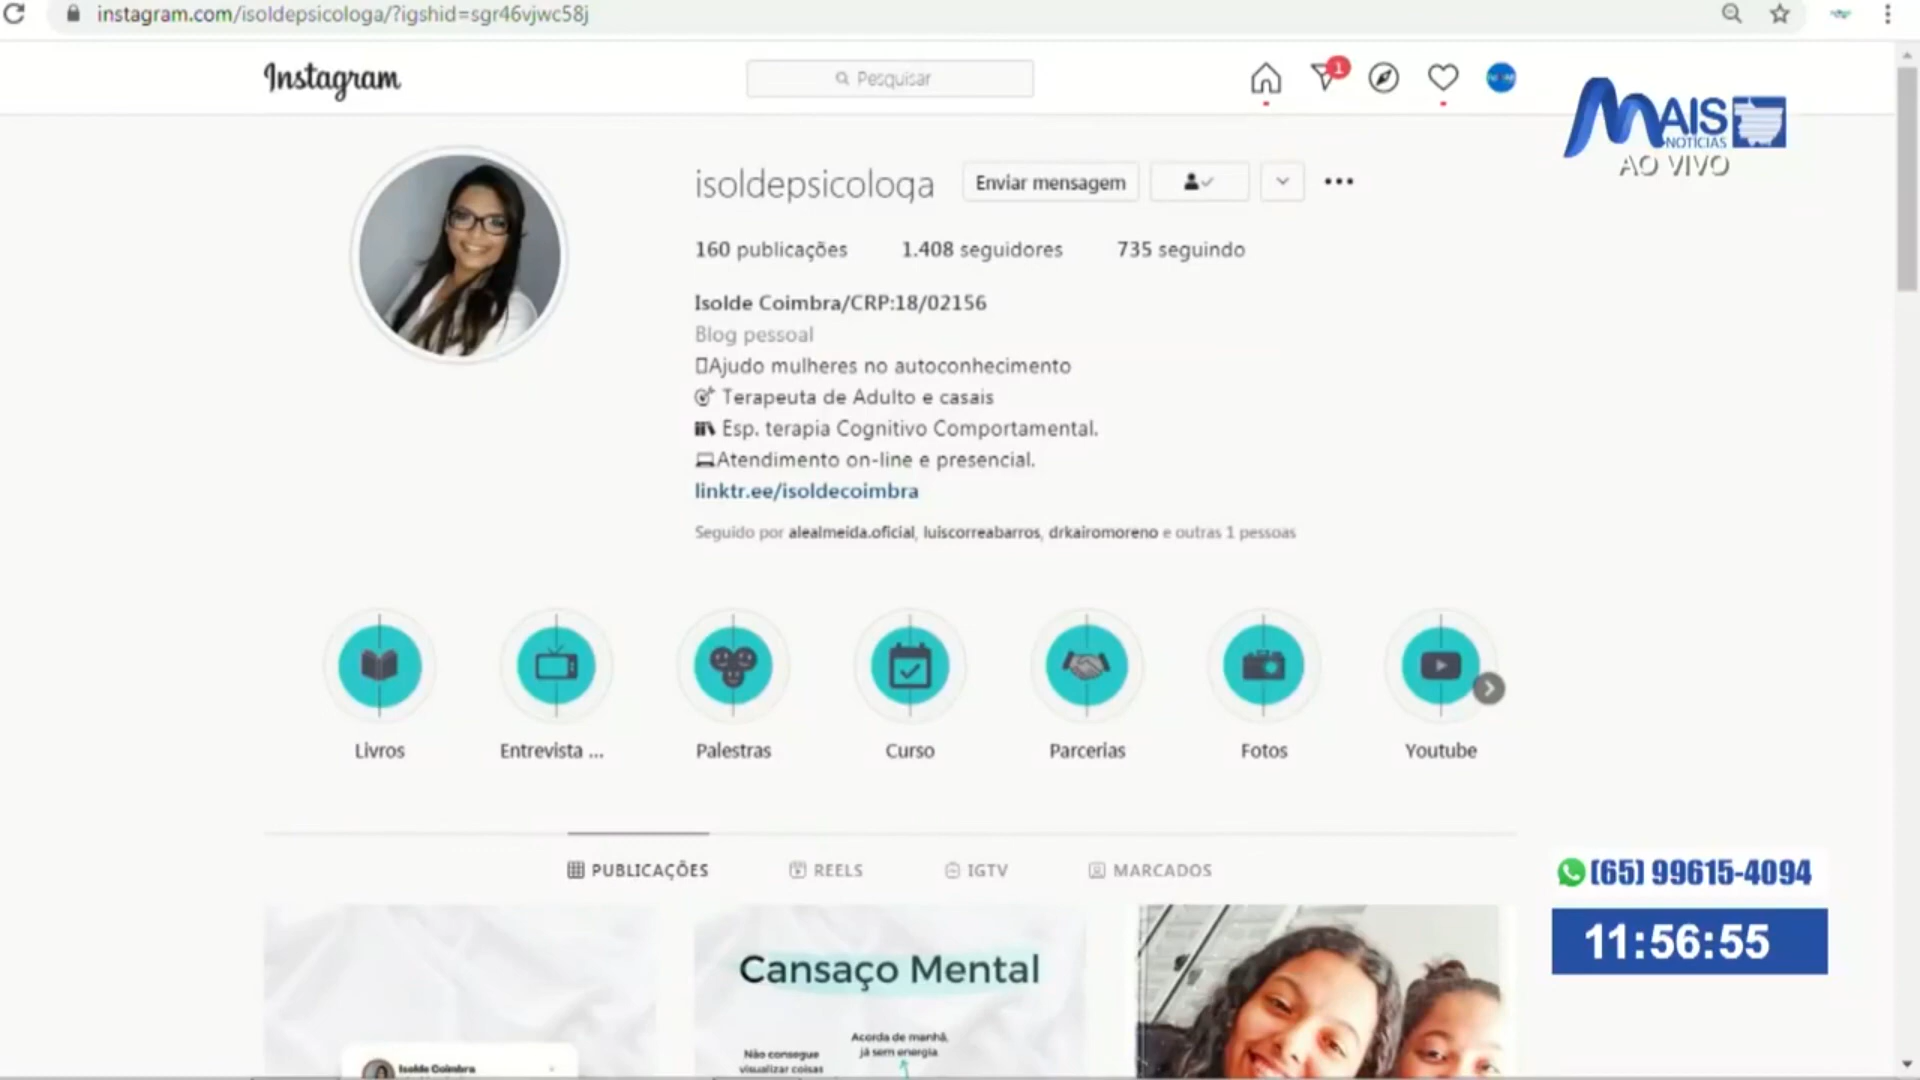 instagram.com/isoldepsicologa/?igshid=sgr46vjwc58j
Instagram
Pesquisar
1
MAIS
NOTÍCIAS
AO VIVO
isoldepsicologa
Enviar mensagem
160 publicações 1.408 seguidores 735 seguindo
Isolde Coimbra/CRP:18/02156
Blog pessoal
Ajudo mulheres no autoconhecimento
Terapeuta de Adulto e casais
Esp. terapia Cognitivo Comportamental.
Atendimento on-line e presencial.
linktr.ee/isoldecoimbra
Seguido por alealmeida.oficial, luiscorreabarros, drkairomoreno e outras 1 pessoas
Livros Entrevista ... Palestras Curso Parcerias Fotos Youtube
PUBLICAÇÕES REELS IGTV MARCADOS
(65) 99615-4094
11:56:55
Cansaço Mental
Acorda de manhã,
já sem energia
Não consegue
visualizar coisas
Isolde Coimbra